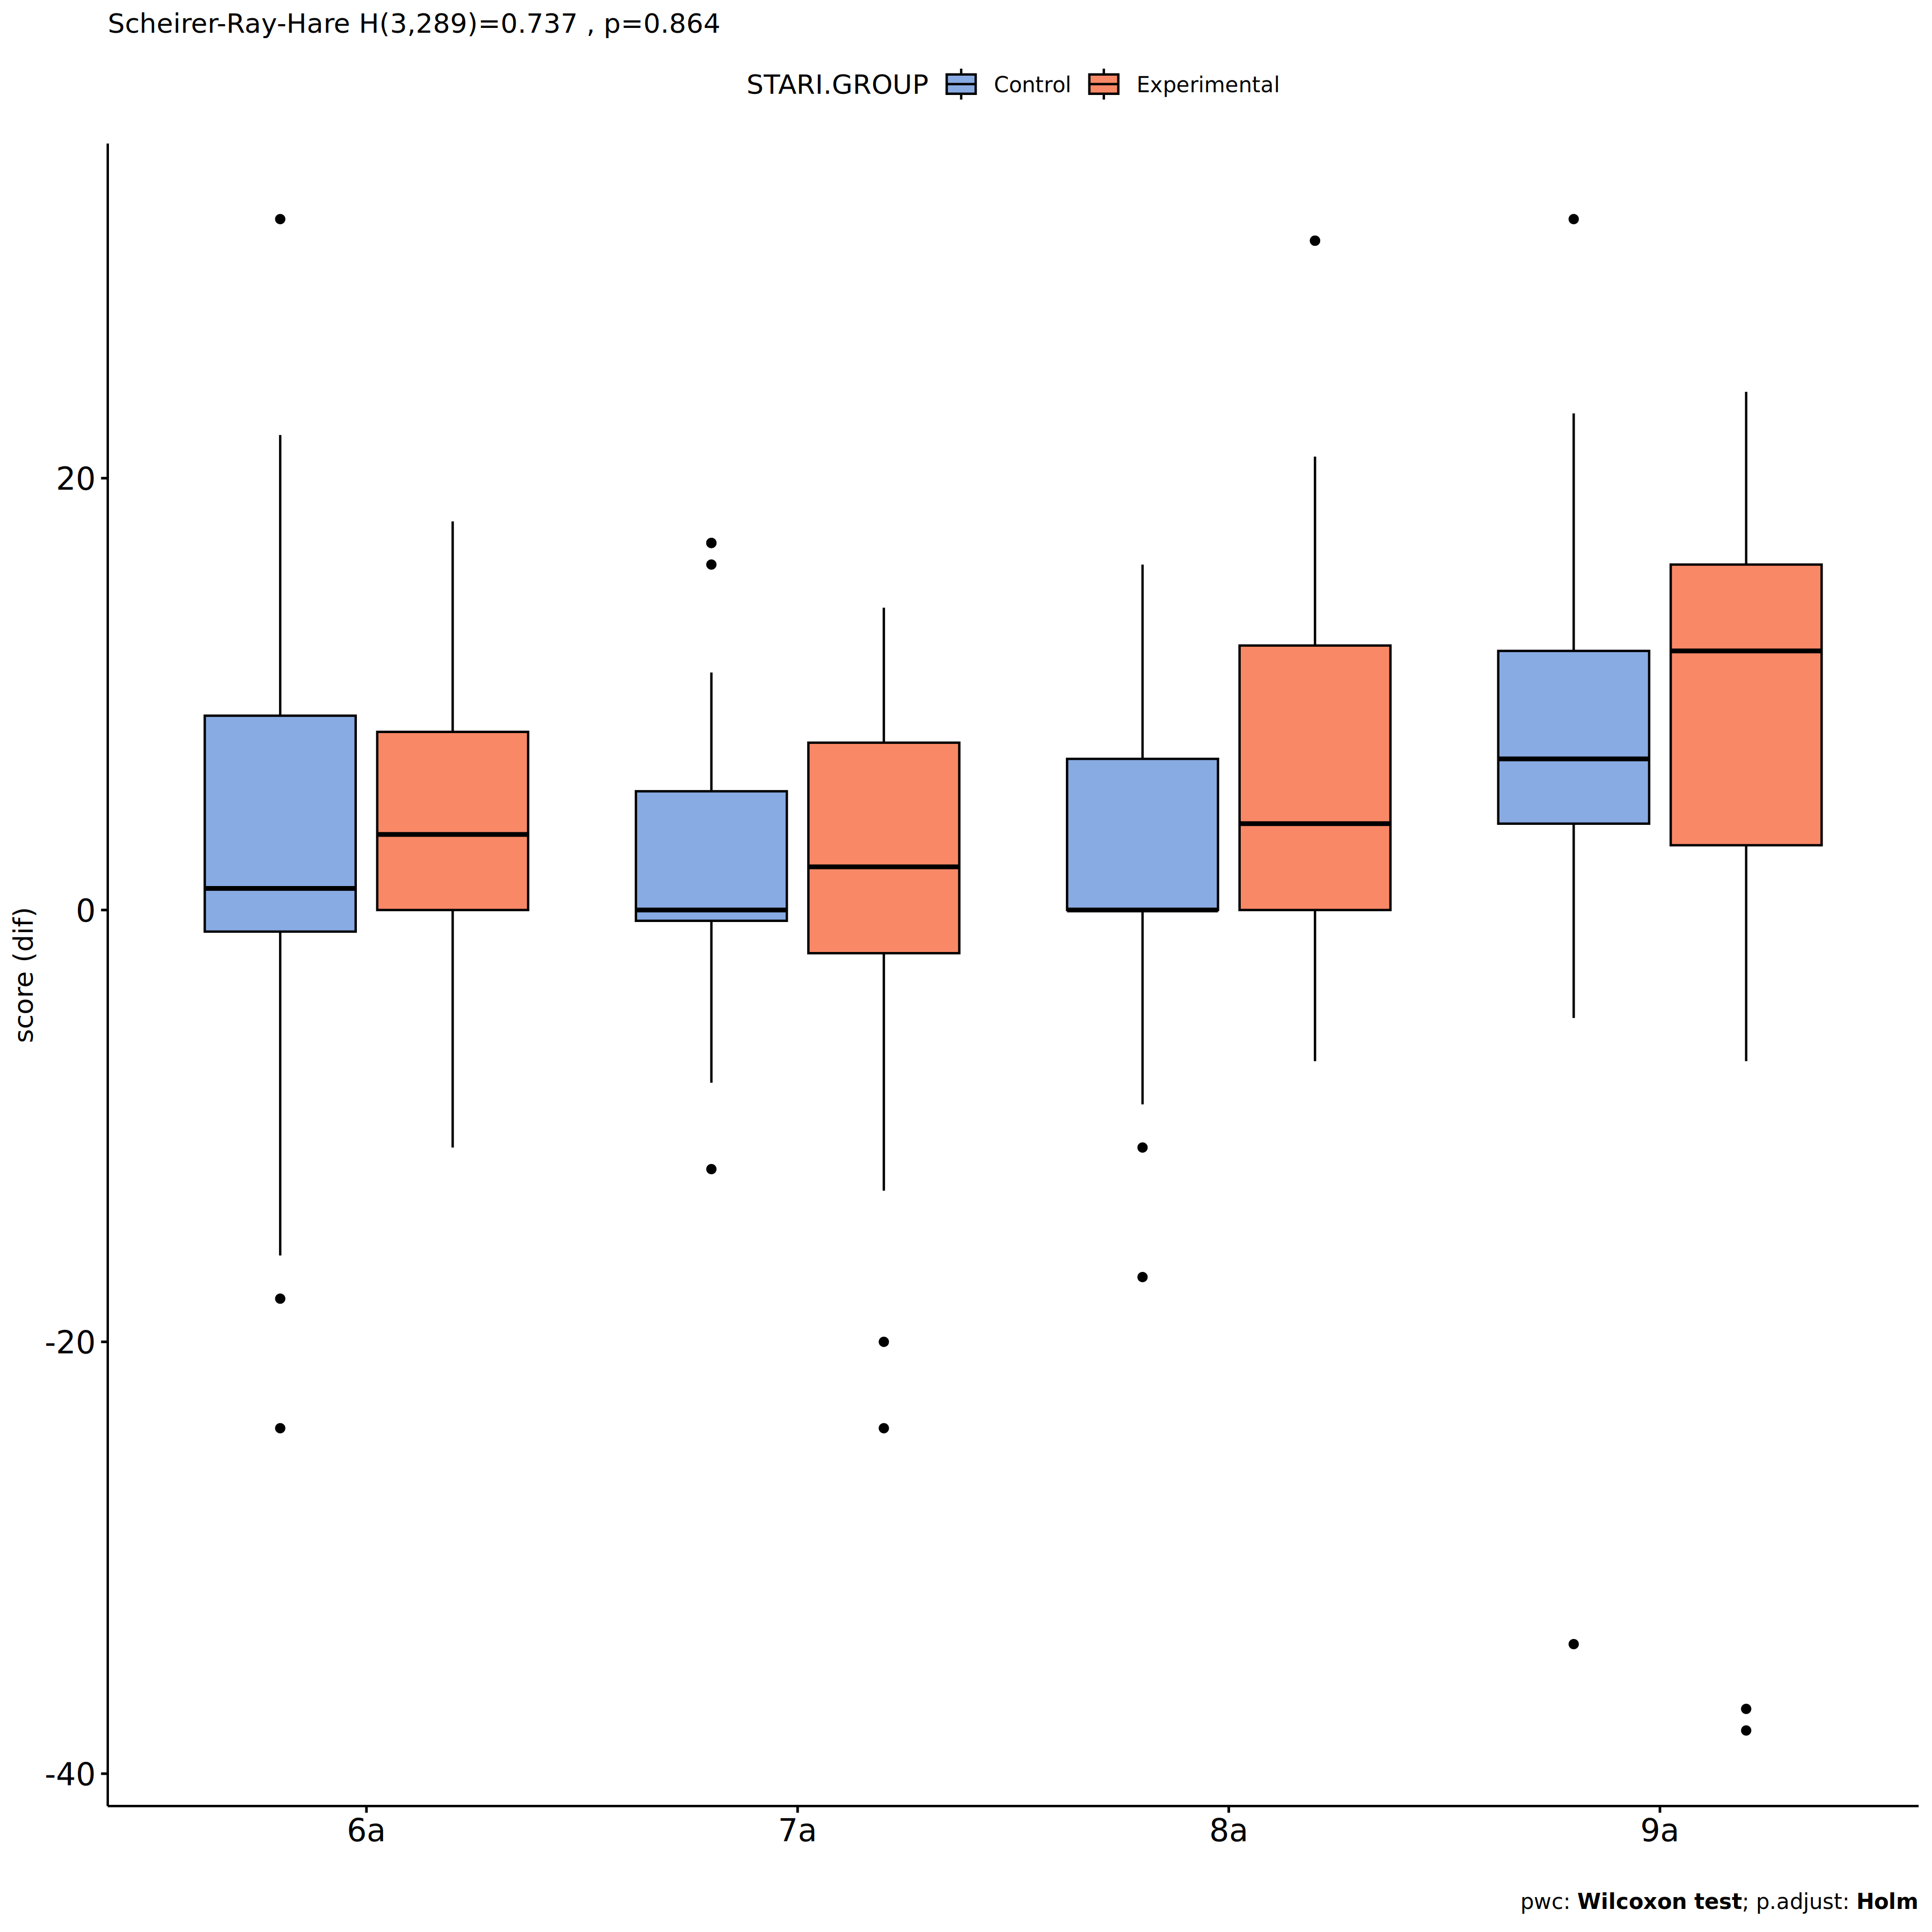 Scheirer-Ray-Hare H(3,289)=0.737 , p=0.864
STARI.GROUP Control Experimental
score (dif)
20
0
-20
-40
6a 7a 8a 9a
pwc: Wilcoxon test; p.adjust: Holm